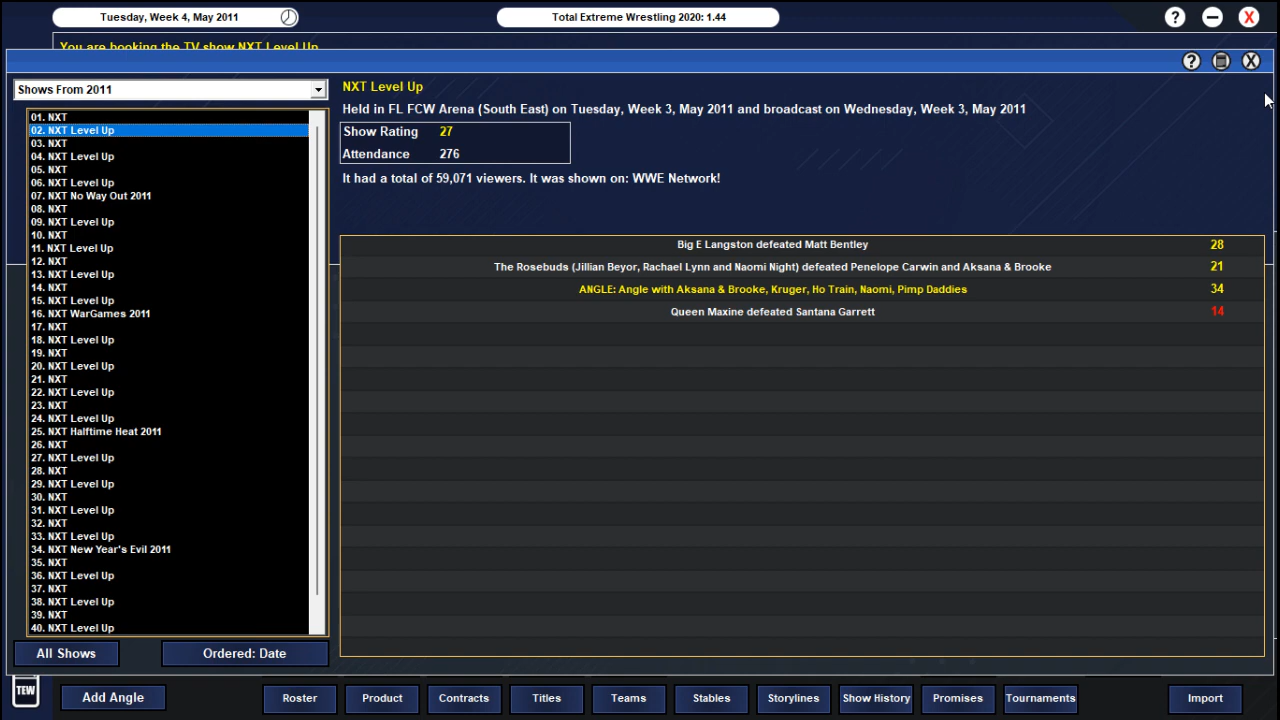 Tuesday, Week 4, May 2011
Total Extreme Wrestling 2020: 1.44
?
X
You are booking the TV show NXT Level Up
?
X
Shows From 2011
01. NXT
02. NXT Level Up
03. NXT
04. NXT Level Up
05. NXT
06. NXT Level Up
07. NXT No Way Out 2011
08. NXT
09. NXT Level Up
10. NXT
11. NXT Level Up
12. NXT
13. NXT Level Up
14. NXT
15. NXT Level Up
16. NXT WarGames 2011
17. NXT
18. NXT Level Up
19. NXT
20. NXT Level Up
21. NXT
22. NXT Level Up
23. NXT
24. NXT Level Up
25. NXT Halftime Heat 2011
26. NXT
27. NXT Level Up
28. NXT
29. NXT Level Up
30. NXT
31. NXT Level Up
32. NXT
33. NXT Level Up
34. NXT New Year's Evil 2011
35. NXT
36. NXT Level Up
37. NXT
38. NXT Level Up
39. NXT
40. NXT Level Up
All Shows
Ordered: Date
NXT Level Up
Held in FL FCW Arena (South East) on Tuesday, Week 3, May 2011 and broadcast on Wednesday, Week 3, May 2011
Show Rating 27
Attendance 276
It had a total of 59,071 viewers. It was shown on: WWE Network!
Big E Langston defeated Matt Bentley 28
The Rosebuds (Jillian Beyor, Rachael Lynn and Naomi Night) defeated Penelope Carwin and Aksana & Brooke 21
ANGLE: Angle with Aksana & Brooke, Kruger, Ho Train, Naomi, Pimp Daddies 34
Queen Maxine defeated Santana Garrett 14
TEW
Add Angle
Roster
Product
Contracts
Titles
Teams
Stables
Storylines
Show History
Promises
Tournaments
Import